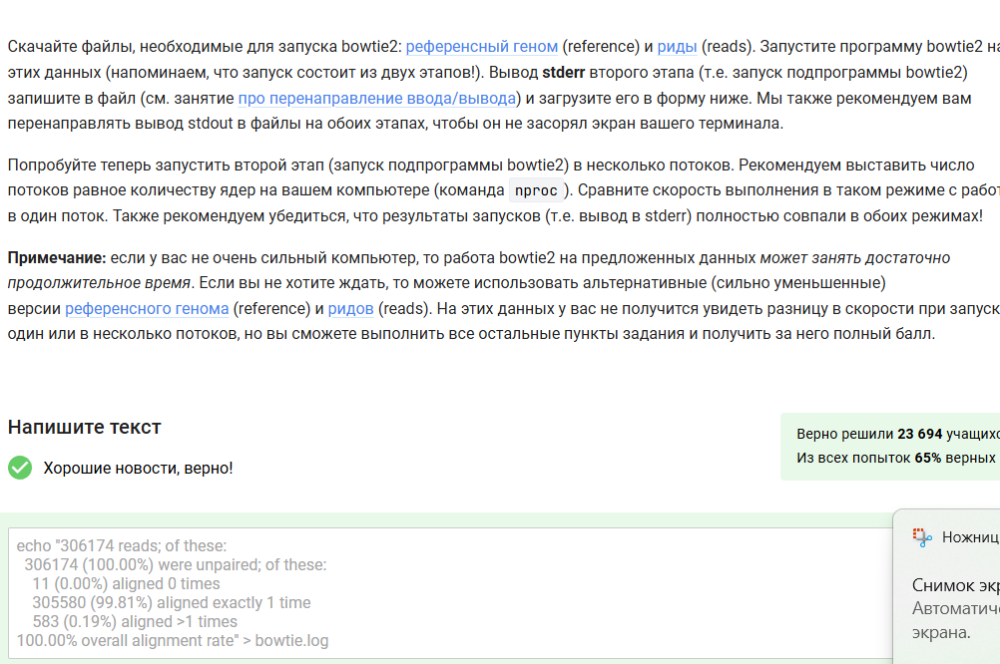 Скачайте файлы, необходимые для запуска bowtie2: референсный геном (reference) и риды (reads). Запустите программу bowtie2 на
этих данных (напоминаем, что запуск состоит из двух этапов!). Вывод stderr второго этапа (т.е. запуск подпрограммы bowtie2)
запишите в файл (см. занятие про перенаправление ввода/вывода) и загрузите его в форму ниже. Мы также рекомендуем вам
перенаправлять вывод stdout в файлы на обоих этапах, чтобы он не засорял экран вашего терминала.
Попробуйте теперь запустить второй этап (запуск подпрограммы bowtie2) в несколько потоков. Рекомендуем выставить число
потоков равное количеству ядер на вашем компьютере (команда nproc ). Сравните скорость выполнения в таком режиме с работ
в один поток. Также рекомендуем убедиться, что результаты запусков (т.е. вывод в stderr) полностью совпали в обоих режимах!
Примечание: если у вас не очень сильный компьютер, то работа bowtie2 на предложенных данных может занять достаточно
продолжительное время. Если вы не хотите ждать, то можете использовать альтернативные (сильно уменьшенные)
версии референсного генома (reference) и ридов (reads). На этих данных у вас не получится увидеть разницу в скорости при запуск
один или в несколько потоков, но вы сможете выполнить все остальные пункты задания и получить за него полный балл.
Напишите текст
Верно решили 23 694 учащихс
Из всех попыток 65% верных
Хорошие новости, верно!
echo "306174 reads; of these:
306174 (100.00%) were unpaired; of these:
11 (0.00%) aligned 0 times
305580 (99.81%) aligned exactly 1 time
583 (0.19%) aligned >1 times
100.00% overall alignment rate" > bowtie.log
Ножниц
Снимок экр
Автоматиче
экрана.